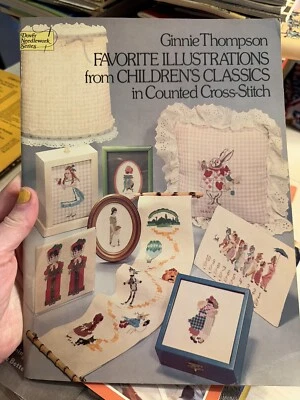 Dover
Needlework
Series
Ginnie Thompson
FAVORITE ILLUSTRATIONS
from CHILDREN'S CLASSICS
in Counted Cross-Stitch